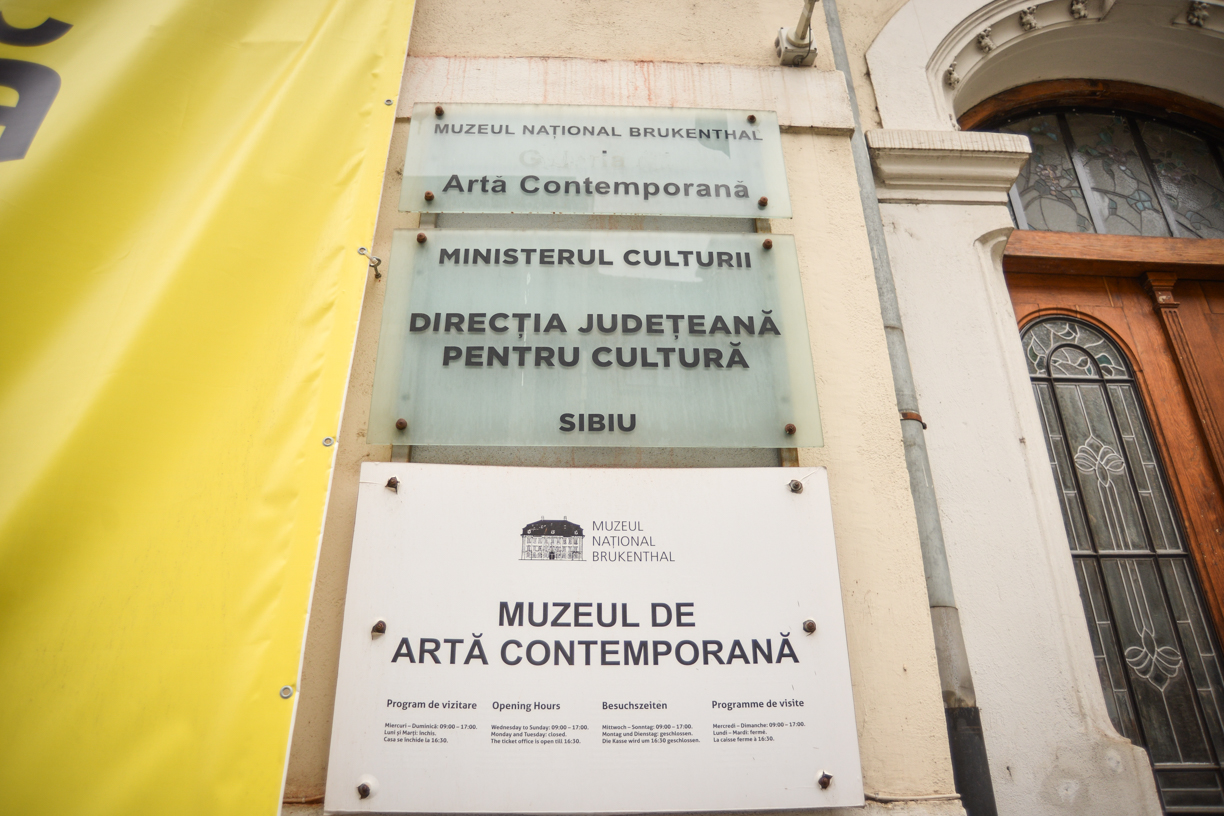 MUZEUL NAȚIONAL BRUKENTHAL
Artă Contemporană
MINISTERUL CULTURII
DIRECȚIA JUDEȚEANĂ
PENTRU CULTURĂ
SIBIU
MUZEUL
NAȚIONAL
BRUKENTHAL
MUZEUL DE
ARTĂ CONTEMPORANĂ
Program de vizitare
Miercuri – Duminică: 09:00 – 17:00.
Luni și Marți: închis.
Casa se închide la 16:30.
Opening Hours
Wednesday to Sunday: 09:00 – 17:00.
Monday and Tuesday: closed.
The ticket office is open till 16:30.
Besuchszeiten
Mittwoch – Sonntag: 09:00 – 17:00.
Montag und Dienstag: geschlossen.
Die Kasse wird um 16:30 geschlossen.
Programme de visite
Mercredi – Dimanche: 09:00 – 17:00.
Lundi – Mardi: fermé.
La caisse ferme à 16:30.